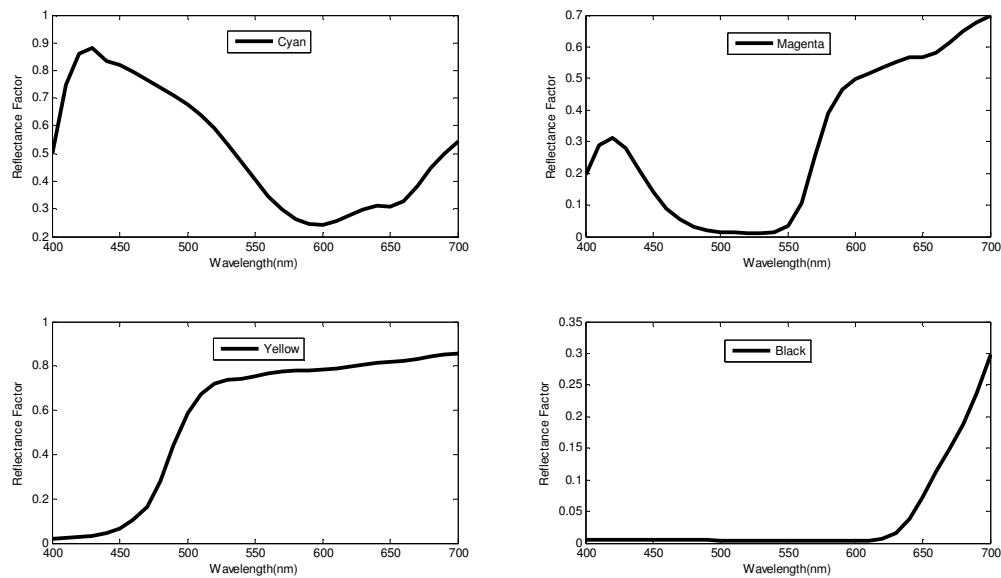 1
0.9
0.8
0.7
0.6
0.5
0.4
0.3
0.2
400 450 500 550 600 650 700
Wavelength(nm)
Reflectance Factor
Cyan
0.7
0.6
0.5
0.4
0.3
0.2
0.1
0
400 450 500 550 600 650 700
Wavelength(nm)
Reflectance Factor
Magenta
1
0.8
0.6
0.4
0.2
0
400 450 500 550 600 650 700
Wavelength(nm)
Reflectance Factor
Yellow
0.35
0.3
0.25
0.2
0.15
0.1
0.05
0
400 450 500 550 600 650 700
Wavelength(nm)
Reflectance Factor
Black